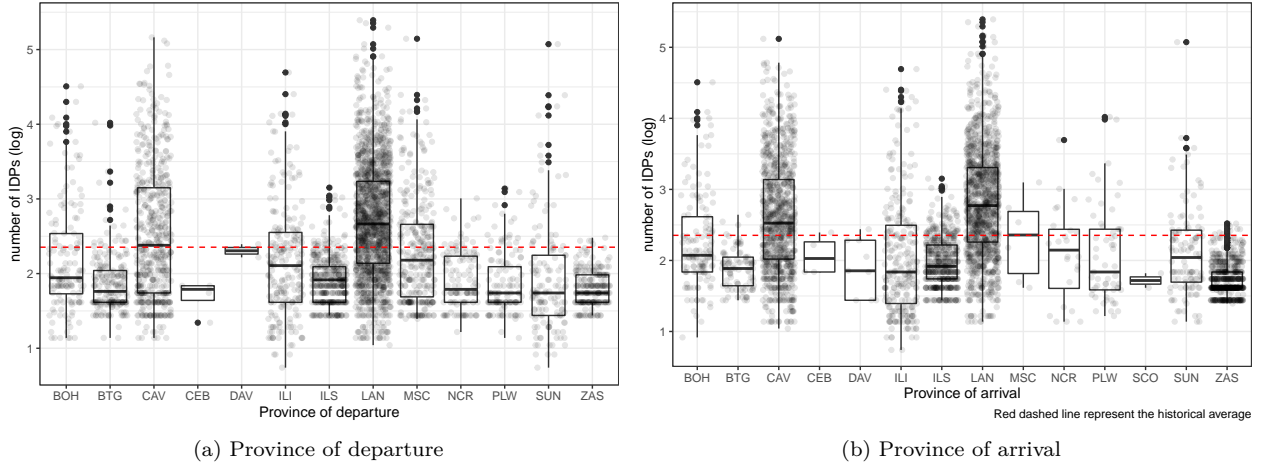 number of IDPs (log)
5
4
3
2
1
BOH BTG CAV CEB DAV ILI ILS LAN MSC NCR PLW SUN ZAS
Province of departure
(a) Province of departure
number of IDPs (log)
5
4
3
2
1
BOH BTG CAV CEB DAV ILI ILS LAN MSC NCR PLW SCO SUN ZAS
Province of arrival
Red dashed line represent the historical average
(b) Province of arrival